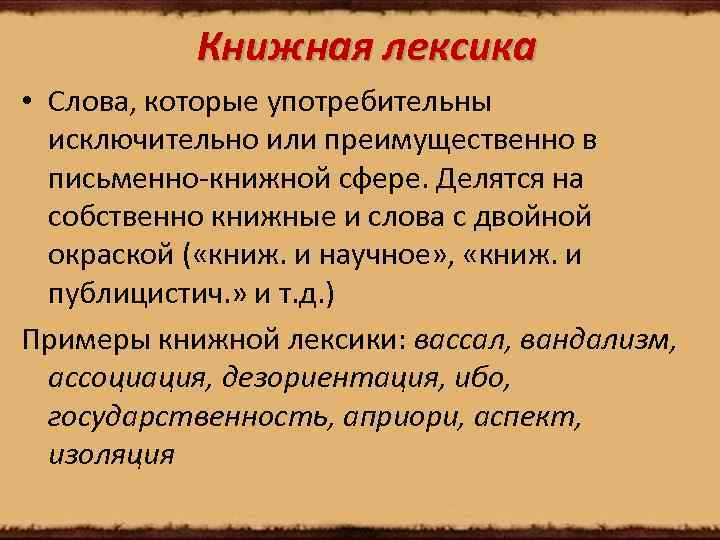 Книжная лексика
• Слова, которые употребительны
исключительно или преимущественно в
письменно-книжной сфере. Делятся на
собственно книжные и слова с двойной
окраской («книж. и научное» , «книж. и
публицистич. » и т. д. )
Примеры книжной лексики: вассал, вандализм,
ассоциация, дезориентация, ибо,
государственность, априори, аспект,
изоляция